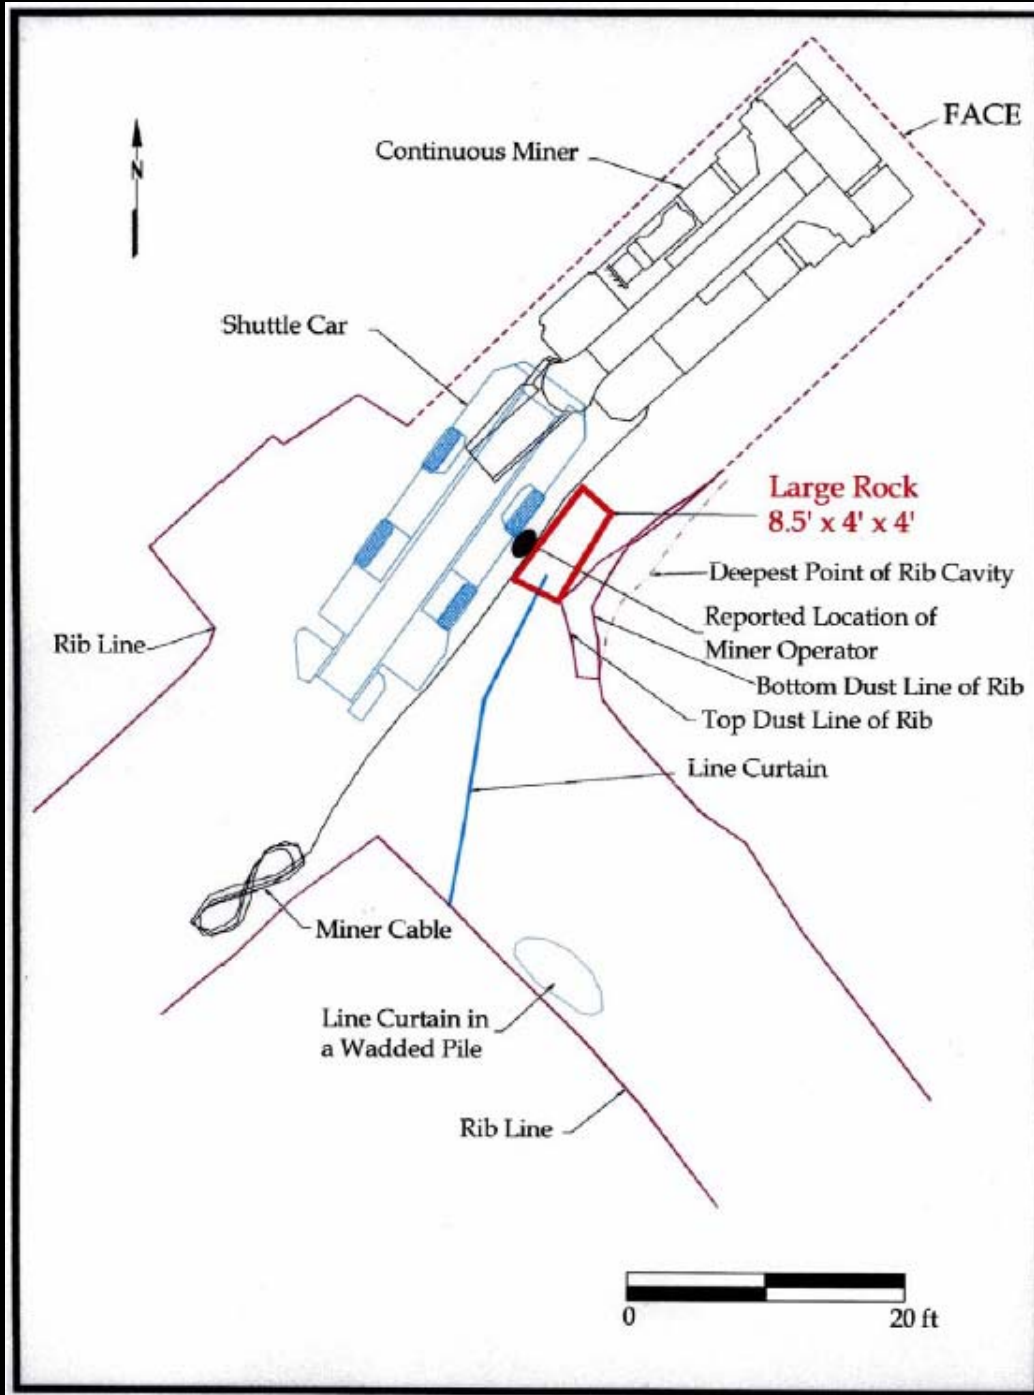 FACE
Continuous Miner
N
Shuttle Car
Large Rock
8.5' x 4' x 4'
Deepest Point of Rib Cavity
Reported Location of
Miner Operator
Rib Line
Bottom Dust Line of Rib
Top Dust Line of Rib
Line Curtain
Miner Cable
Line Curtain in
a Wadded Pile
Rib Line
0
20 ft